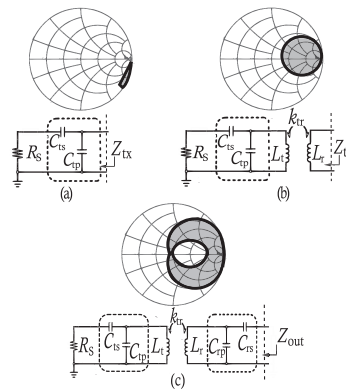 C_ts
R_S
C_tp
Z_tx
(a)
k_tr
C_ts
R_S
C_tp
L_t
L_r
Z_t
(b)
k_tr
C_ts
R_S
C_tp
L_t
L_r
C_rp
C_rs
Z_out
(c)